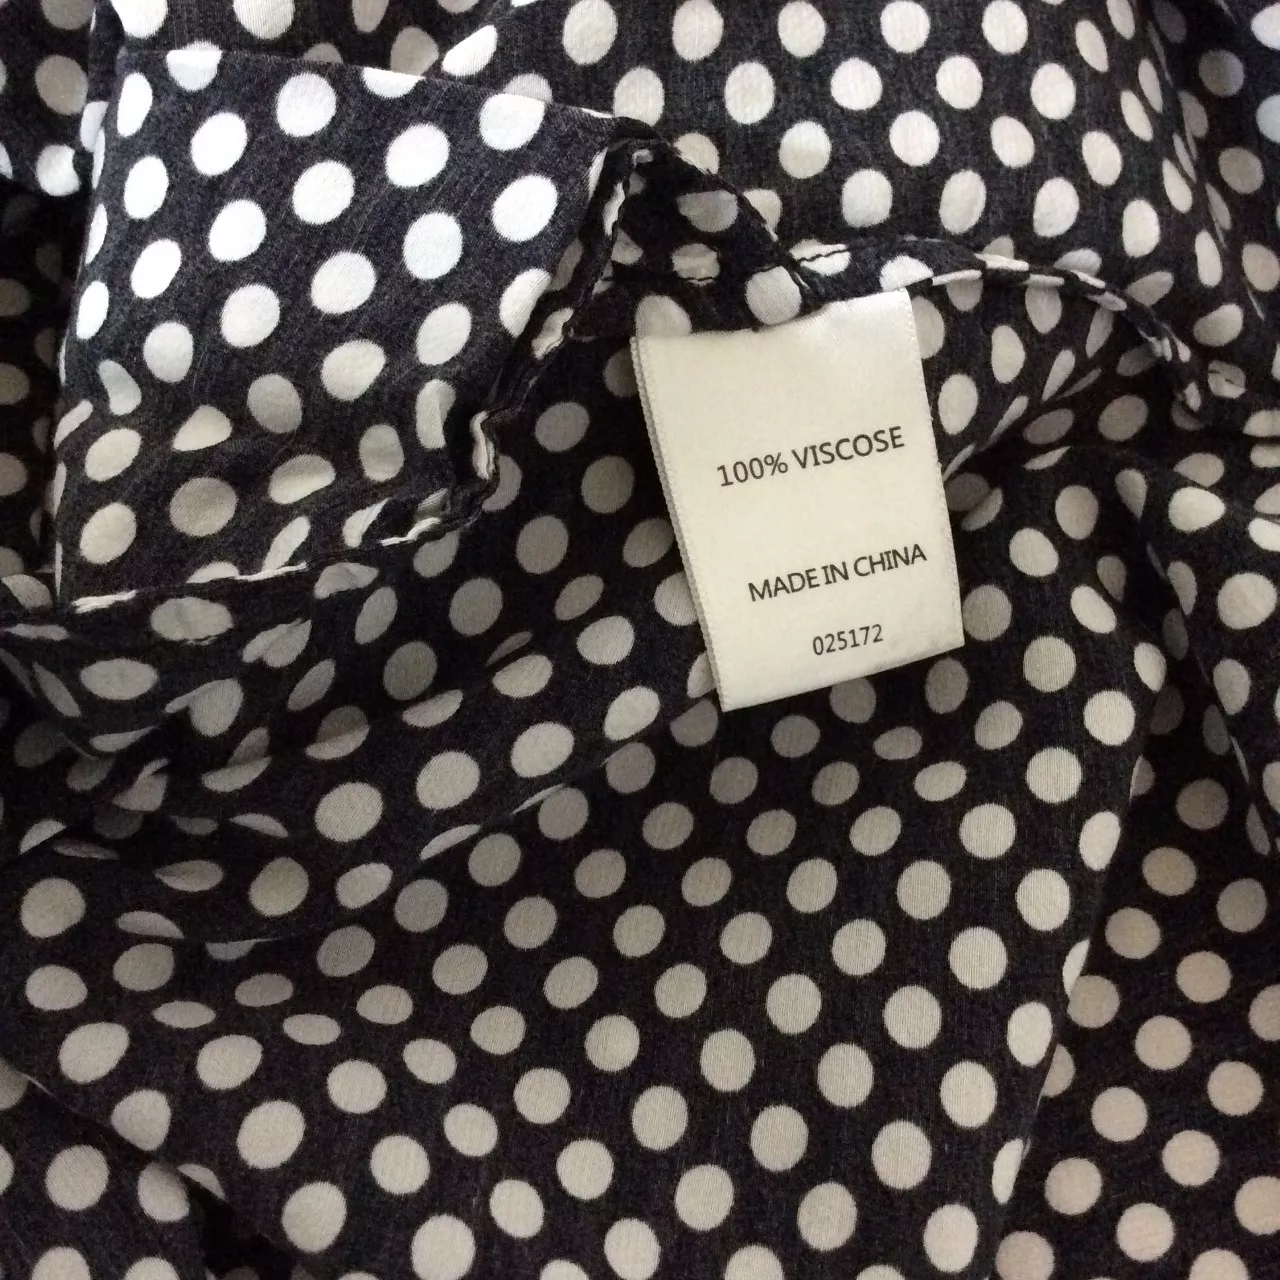 100% VISCOSE
MADE IN CHINA
025172